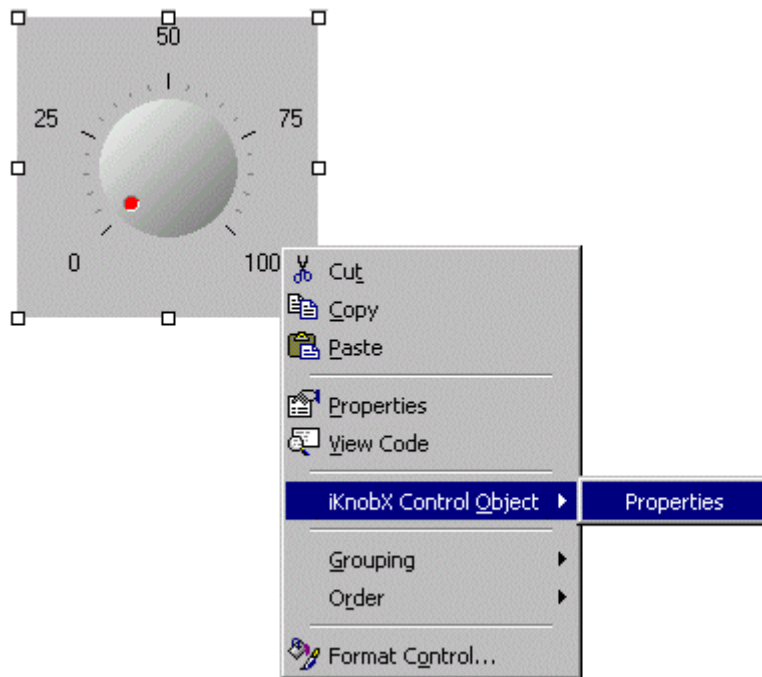 50
25
75
0
100
Cut
Copy
Paste
Properties
View Code
iKnobX Control Object
Properties
Grouping
Order
Format Control...